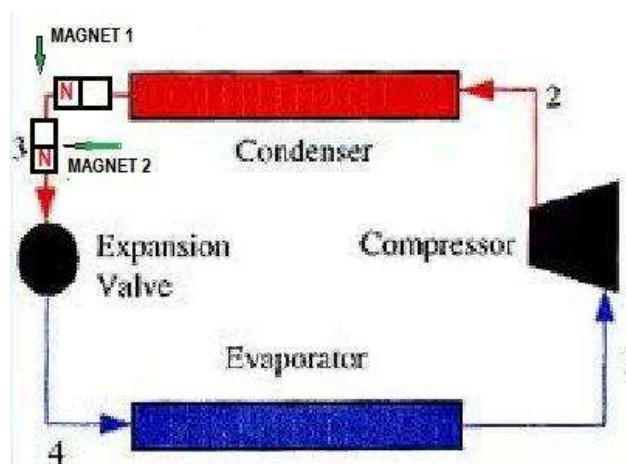 MAGNET 1
N
2
Condenser
3
N
MAGNET 2
Expansion
Valve
Compressor
Evaporator
4